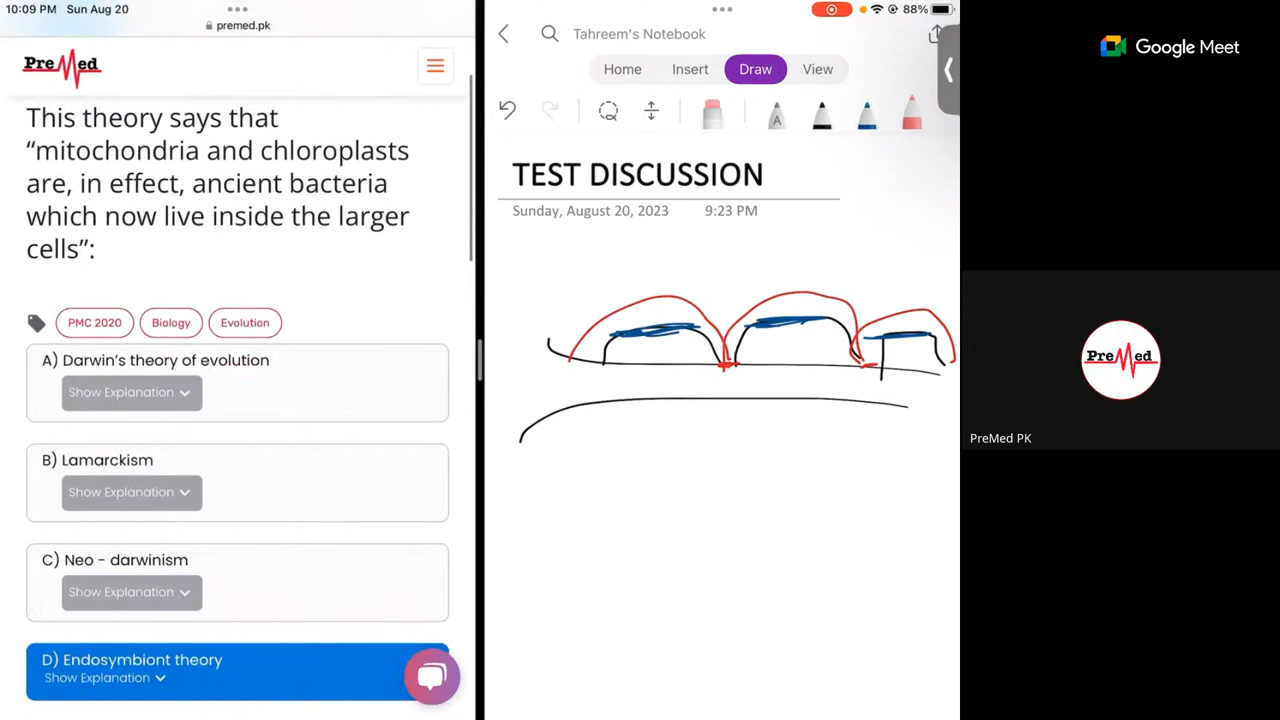 10:09 PM Sun Aug 20
premed.pk
PreMed
This theory says that
“mitochondria and chloroplasts
are, in effect, ancient bacteria
which now live inside the larger
cells”:
PMC 2020 Biology Evolution
A) Darwin’s theory of evolution
Show Explanation
B) Lamarckism
Show Explanation
C) Neo - darwinism
Show Explanation
D) Endosymbiont theory
Show Explanation
88%
Tahreem's Notebook
Home Insert Draw View
A
TEST DISCUSSION
Sunday, August 20, 2023 9:23 PM
Google Meet
PreMed
PreMed PK